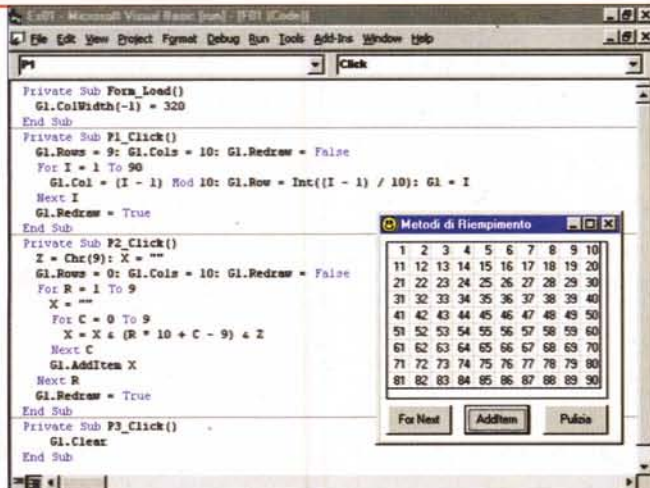 Ex01 - Microsoft Visual Basic [run] - [F01 (Code)]
File Edit View Project Format Debug Run Tools Add-Ins Window Help
P1 Click
Private Sub Form_Load()
G1.ColWidth(-1) = 320
End Sub
Private Sub P1_Click()
G1.Rows = 9: G1.Cols = 10: G1.Redraw = False
For I = 1 To 90
G1.Col = (I - 1) Mod 10: G1.Row = Int((I - 1) / 10): G1 = I
Next I
G1.Redraw = True
End Sub
Private Sub P2_Click()
Z = Chr(9): X = ""
G1.Rows = 0: G1.Cols = 10: G1.Redraw = False
For R = 1 To 9
X = ""
For C = 0 To 9
X = X & (R * 10 + C - 9) & Z
Next C
G1.AddItem X
Next R
G1.Redraw = True
End Sub
Private Sub P3_Click()
G1.Clear
End Sub
Metodi di Riempimento
1 2 3 4 5 6 7 8 9 10
11 12 13 14 15 16 17 18 19 20
21 22 23 24 25 26 27 28 29 30
31 32 33 34 35 36 37 38 39 40
41 42 43 44 45 46 47 48 49 50
51 52 53 54 55 56 57 58 59 60
61 62 63 64 65 66 67 68 69 70
71 72 73 74 75 76 77 78 79 80
81 82 83 84 85 86 87 88 89 90
For Next AddItem Pulizia